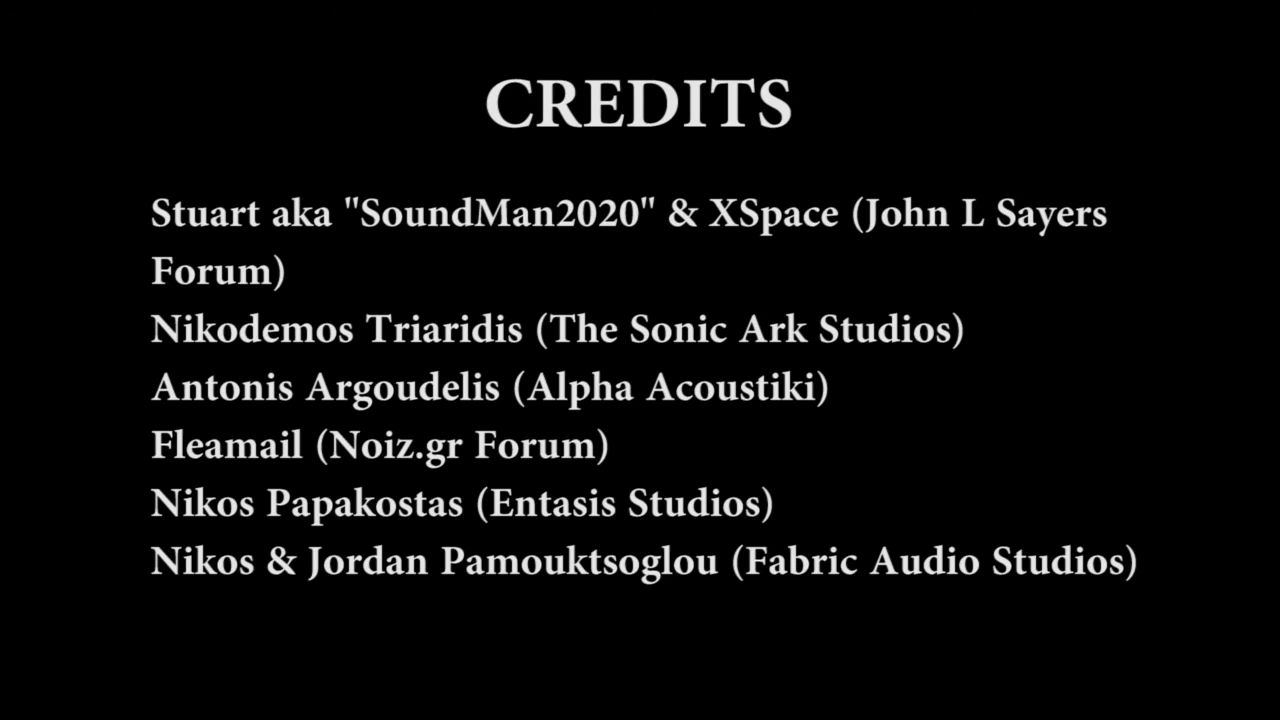 CREDITS
Stuart aka "SoundMan2020" & XSpace (John L Sayers
Forum)
Nikodemos Triaridis (The Sonic Ark Studios)
Antonis Argoudelis (Alpha Acoustiki)
Fleamail (Noiz.gr Forum)
Nikos Papakostas (Entasis Studios)
Nikos & Jordan Pamouktsoglou (Fabric Audio Studios)